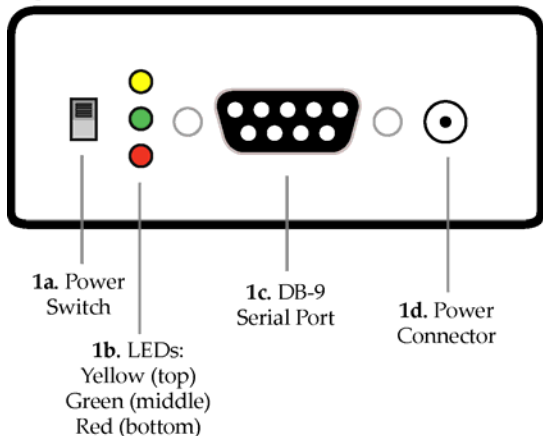 1a. Power
Switch
1b. LEDs:
Yellow (top)
Green (middle)
Red (bottom)
1c. DB-9
Serial Port
1d. Power
Connector